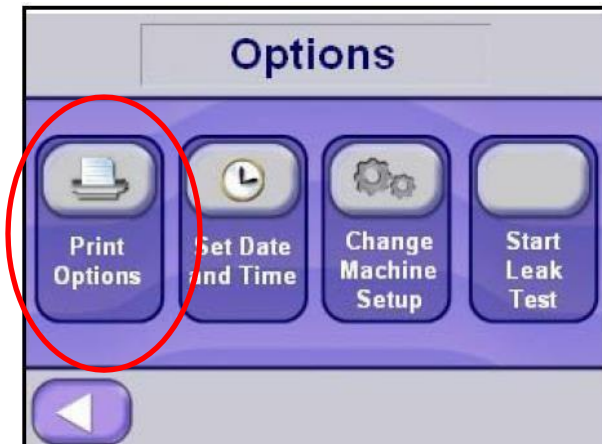 Options
Print
Options
Set Date
and Time
Change
Machine
Setup
Start
Leak
Test